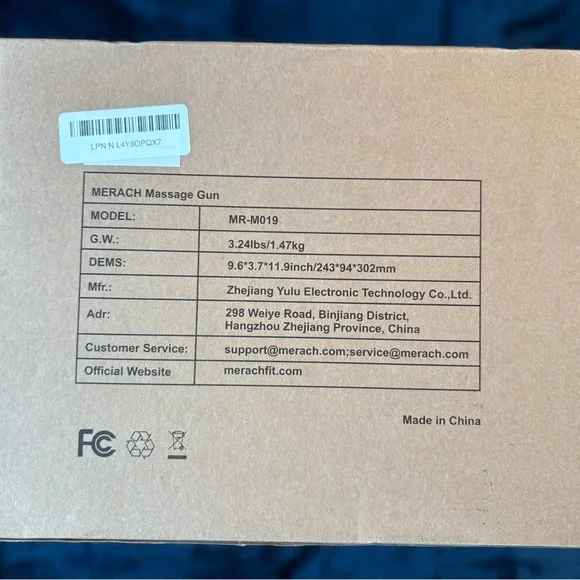 LPN N L4Y8DPQX7
MERACH Massage Gun
MODEL: MR-M019
G.W.: 3.24lbs/1.47kg
DEMS: 9.6*3.7*11.9inch/243*94*302mm
Mfr.: Zhejiang Yulu Electronic Technology Co.,Ltd.
Adr: 298 Weiye Road, Binjiang District,
Hangzhou Zhejiang Province, China
Customer Service: support@merach.com;service@merach.com
Official Website merachfit.com
Made in China
FC